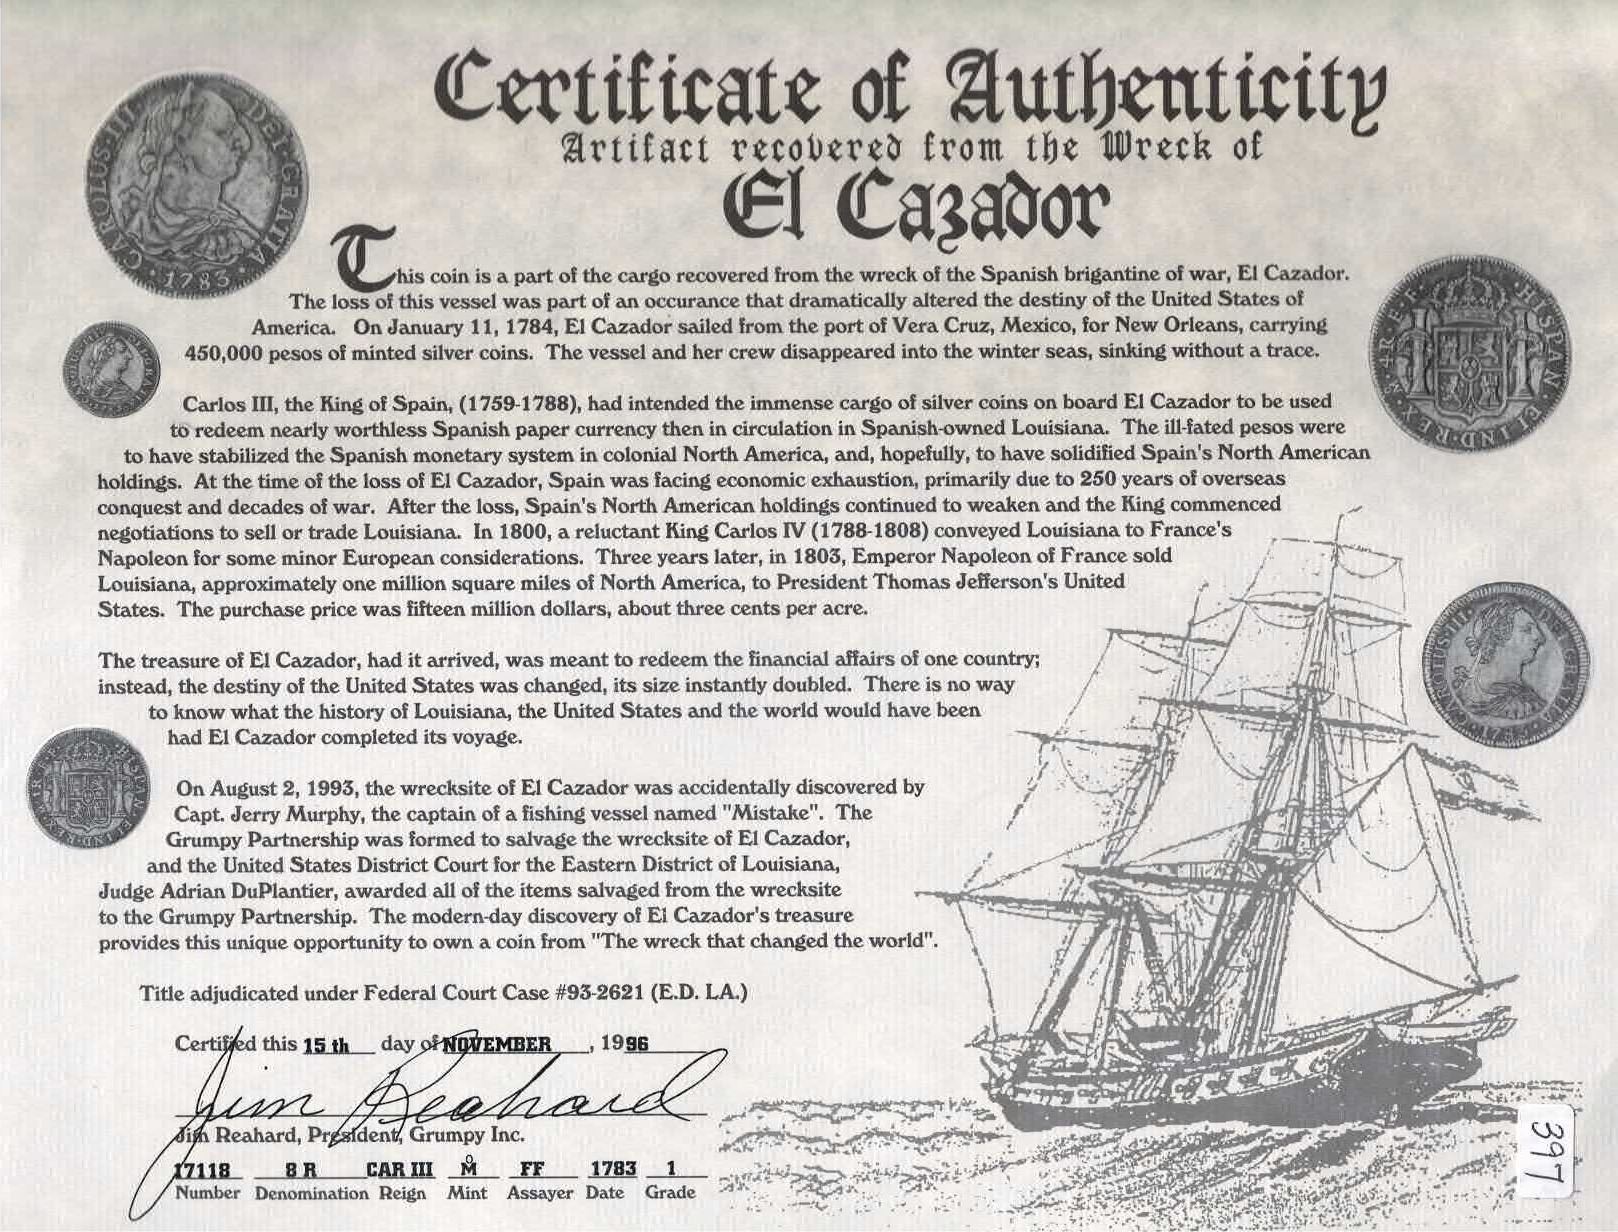 Certificate of Authenticity
Artifact recovered from the Wreck of
El Cazador
This coin is a part of the cargo recovered from the wreck of the Spanish brigantine of war, El Cazador.
The loss of this vessel was part of an occurance that dramatically altered the destiny of the United States of
America. On January 11, 1784, El Cazador sailed from the port of Vera Cruz, Mexico, for New Orleans, carrying
450,000 pesos of minted silver coins. The vessel and her crew disappeared into the winter seas, sinking without a trace.
Carlos III, the King of Spain, (1759-1788), had intended the immense cargo of silver coins on board El Cazador to be used
to redeem nearly worthless Spanish paper currency then in circulation in Spanish-owned Louisiana. The ill-fated pesos were
to have stabilized the Spanish monetary system in colonial North America, and, hopefully, to have solidified Spain's North American
holdings. At the time of the loss of El Cazador, Spain was facing economic exhaustion, primarily due to 250 years of overseas
conquest and decades of war. After the loss, Spain's North American holdings continued to weaken and the King commenced
negotiations to sell or trade Louisiana. In 1800, a reluctant King Carlos IV (1788-1808) conveyed Louisiana to France's
Napoleon for some minor European considerations. Three years later, in 1803, Emperor Napoleon of France sold
Louisiana, approximately one million square miles of North America, to President Thomas Jefferson's United
States. The purchase price was fifteen million dollars, about three cents per acre.
The treasure of El Cazador, had it arrived, was meant to redeem the financial affairs of one country;
instead, the destiny of the United States was changed, its size instantly doubled. There is no way
to know what the history of Louisiana, the United States and the world would have been
had El Cazador completed its voyage.
On August 2, 1993, the wrecksite of El Cazador was accidentally discovered by
Capt. Jerry Murphy, the captain of a fishing vessel named "Mistake". The
Grumpy Partnership was formed to salvage the wrecksite of El Cazador,
and the United States District Court for the Eastern District of Louisiana,
Judge Adrian DuPlantier, awarded all of the items salvaged from the wrecksite
to the Grumpy Partnership. The modern-day discovery of El Cazador's treasure
provides this unique opportunity to own a coin from "The wreck that changed the world".
Title adjudicated under Federal Court Case #93-2621 (E.D. LA.)
Certified this 15 th day of NOVEMBER, 1996
Jim Reahard
Jim Reahard, President, Grumpy Inc.
17118 8 R CAR III M̊ FF 1783 1
Number Denomination Reign Mint Assayer Date Grade
397
CAROLUS·III· DEI·GRATIA
·1783·
CAROLUS·III· DEI·GRATIA